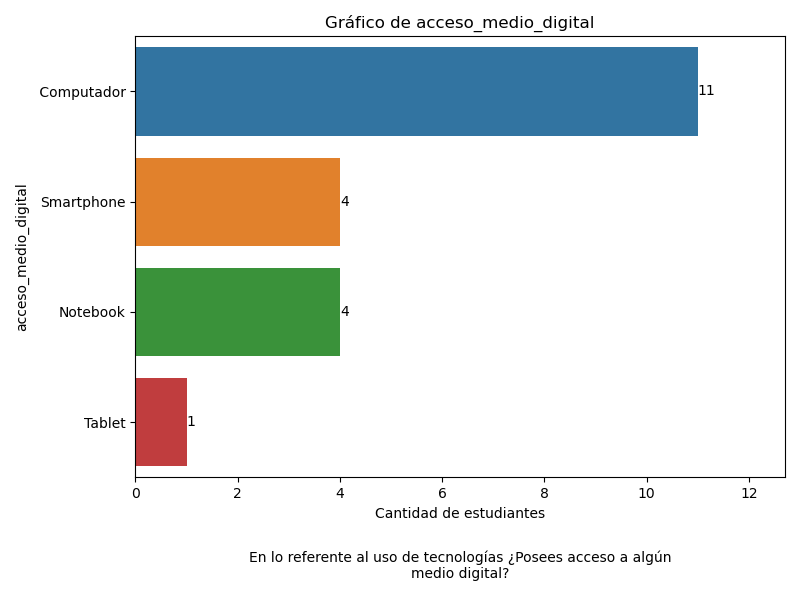 Gráfico de acceso_medio_digital
Computador
11
Smartphone
4
Notebook
4
Tablet
1
acceso_medio_digital
0 2 4 6 8 10 12
Cantidad de estudiantes
En lo referente al uso de tecnologías ¿Posees acceso a algún
medio digital?